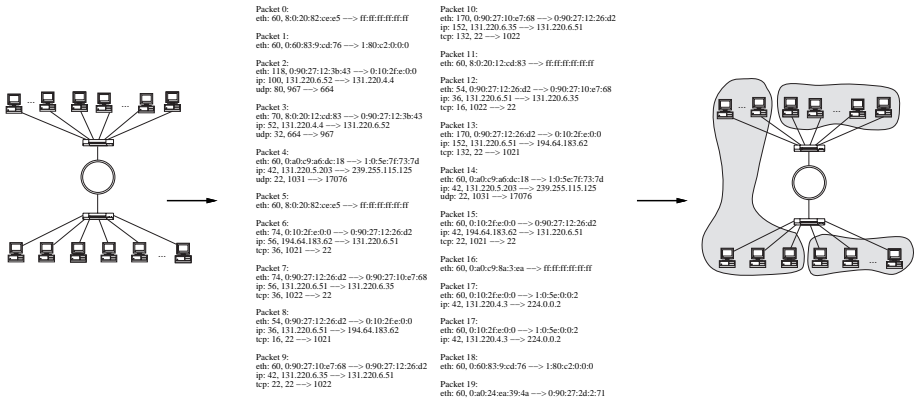 Packet 0:
eth: 60, 8:0:20:82:ce:e5 —–> ff:ff:ff:ff:ff:ff
Packet 1:
eth: 60, 0:60:83:9:cd:76 —–> 1:80:c2:0:0:0
Packet 2:
eth: 118, 0:90:27:12:3b:43 —–> 0:10:2f:e:0:0
ip: 100, 131.220.6.52 —–> 131.220.4.4
udp: 80, 967 —–> 664
Packet 3:
eth: 70, 8:0:20:12:cd:83 —–> 0:90:27:12:3b:43
ip: 52, 131.220.4.4 —–> 131.220.6.52
udp: 32, 664 —–> 967
Packet 4:
eth: 60, 0:a0:c9:a6:dc:18 —–> 1:0:5e:7f:73:7d
ip: 42, 131.220.5.203 —–> 239.255.115.125
udp: 22, 1031 —–> 17076
Packet 5:
eth: 60, 8:0:20:82:ce:e5 —–> ff:ff:ff:ff:ff:ff
Packet 6:
eth: 74, 0:10:2f:e:0:0 —–> 0:90:27:12:26:d2
ip: 56, 194.64.183.62 —–> 131.220.6.51
tcp: 36, 1021 —–> 22
Packet 7:
eth: 74, 0:90:27:12:26:d2 —–> 0:90:27:10:e7:68
ip: 56, 131.220.6.51 —–> 131.220.6.35
tcp: 36, 1022 —–> 22
Packet 8:
eth: 54, 0:90:27:12:26:d2 —–> 0:10:2f:e:0:0
ip: 36, 131.220.6.51 —–> 194.64.183.62
tcp: 16, 22 —–> 1021
Packet 9:
eth: 60, 0:90:27:10:e7:68 —–> 0:90:27:12:26:d2
ip: 42, 131.220.6.35 —–> 131.220.6.51
tcp: 22, 22 —–> 1022
Packet 10:
eth: 170, 0:90:27:10:e7:68 —–> 0:90:27:12:26:d2
ip: 152, 131.220.6.35 —–> 131.220.6.51
tcp: 132, 22 —–> 1022
Packet 11:
eth: 60, 8:0:20:12:cd:83 —–> ff:ff:ff:ff:ff:ff
Packet 12:
eth: 54, 0:90:27:12:26:d2 —–> 0:90:27:10:e7:68
ip: 36, 131.220.6.51 —–> 131.220.6.35
tcp: 16, 1022 —–> 22
Packet 13:
eth: 170, 0:90:27:12:26:d2 —–> 0:10:2f:e:0:0
ip: 152, 131.220.6.51 —–> 194.64.183.62
tcp: 132, 22 —–> 1021
Packet 14:
eth: 60, 0:a0:c9:a6:dc:18 —–> 1:0:5e:7f:73:7d
ip: 42, 131.220.5.203 —–> 239.255.115.125
udp: 22, 1031 —–> 17076
Packet 15:
eth: 60, 0:10:2f:e:0:0 —–> 0:90:27:12:26:d2
ip: 42, 194.64.183.62 —–> 131.220.6.51
tcp: 22, 1021 —–> 22
Packet 16:
eth: 60, 0:a0:c9:8a:3:ea —–> ff:ff:ff:ff:ff:ff
Packet 17:
eth: 60, 0:10:2f:e:0:0 —–> 1:0:5e:0:0:2
ip: 42, 131.220.4.3 —–> 224.0.0.2
Packet 17:
eth: 60, 0:10:2f:e:0:0 —–> 1:0:5e:0:0:2
ip: 42, 131.220.4.3 —–> 224.0.0.2
Packet 18:
eth: 60, 0:60:83:9:cd:76 —–> 1:80:c2:0:0:0
Packet 19:
eth: 60, 0:a0:24:ea:39:4a —–> 0:90:27:2d:2:71